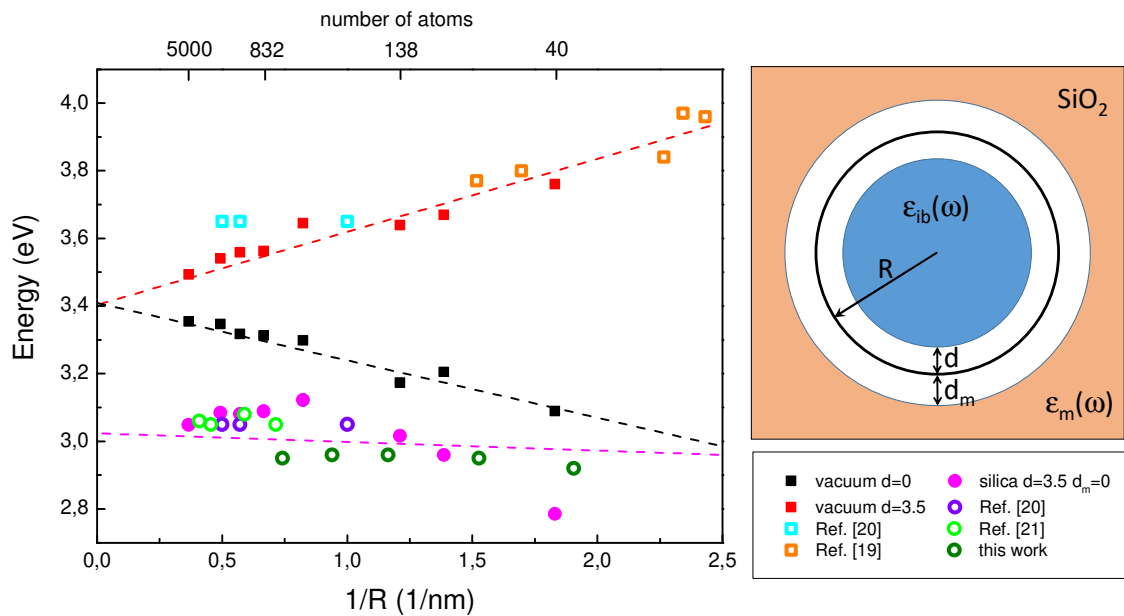 number of atoms
5000 832 138 40
4,0
3,8
3,6
3,4
3,2
3,0
2,8
Energy (eV)
0,0 0,5 1,0 1,5 2,0 2,5
1/R (1/nm)
SiO₂
εib(ω)
R
d
dm
εm(ω)
vacuum d=0
vacuum d=3.5
Ref. [20]
Ref. [19]
silica d=3.5 dm=0
Ref. [20]
Ref. [21]
this work